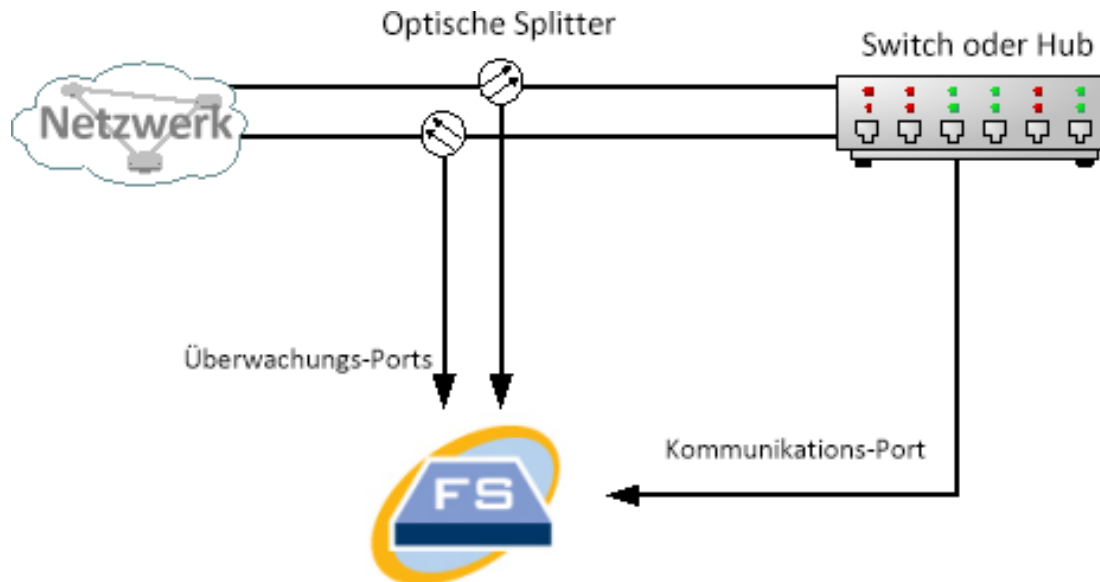 Optische Splitter
Switch oder Hub
Netzwerk
Überwachungs-Ports
Kommunikations-Port
FS